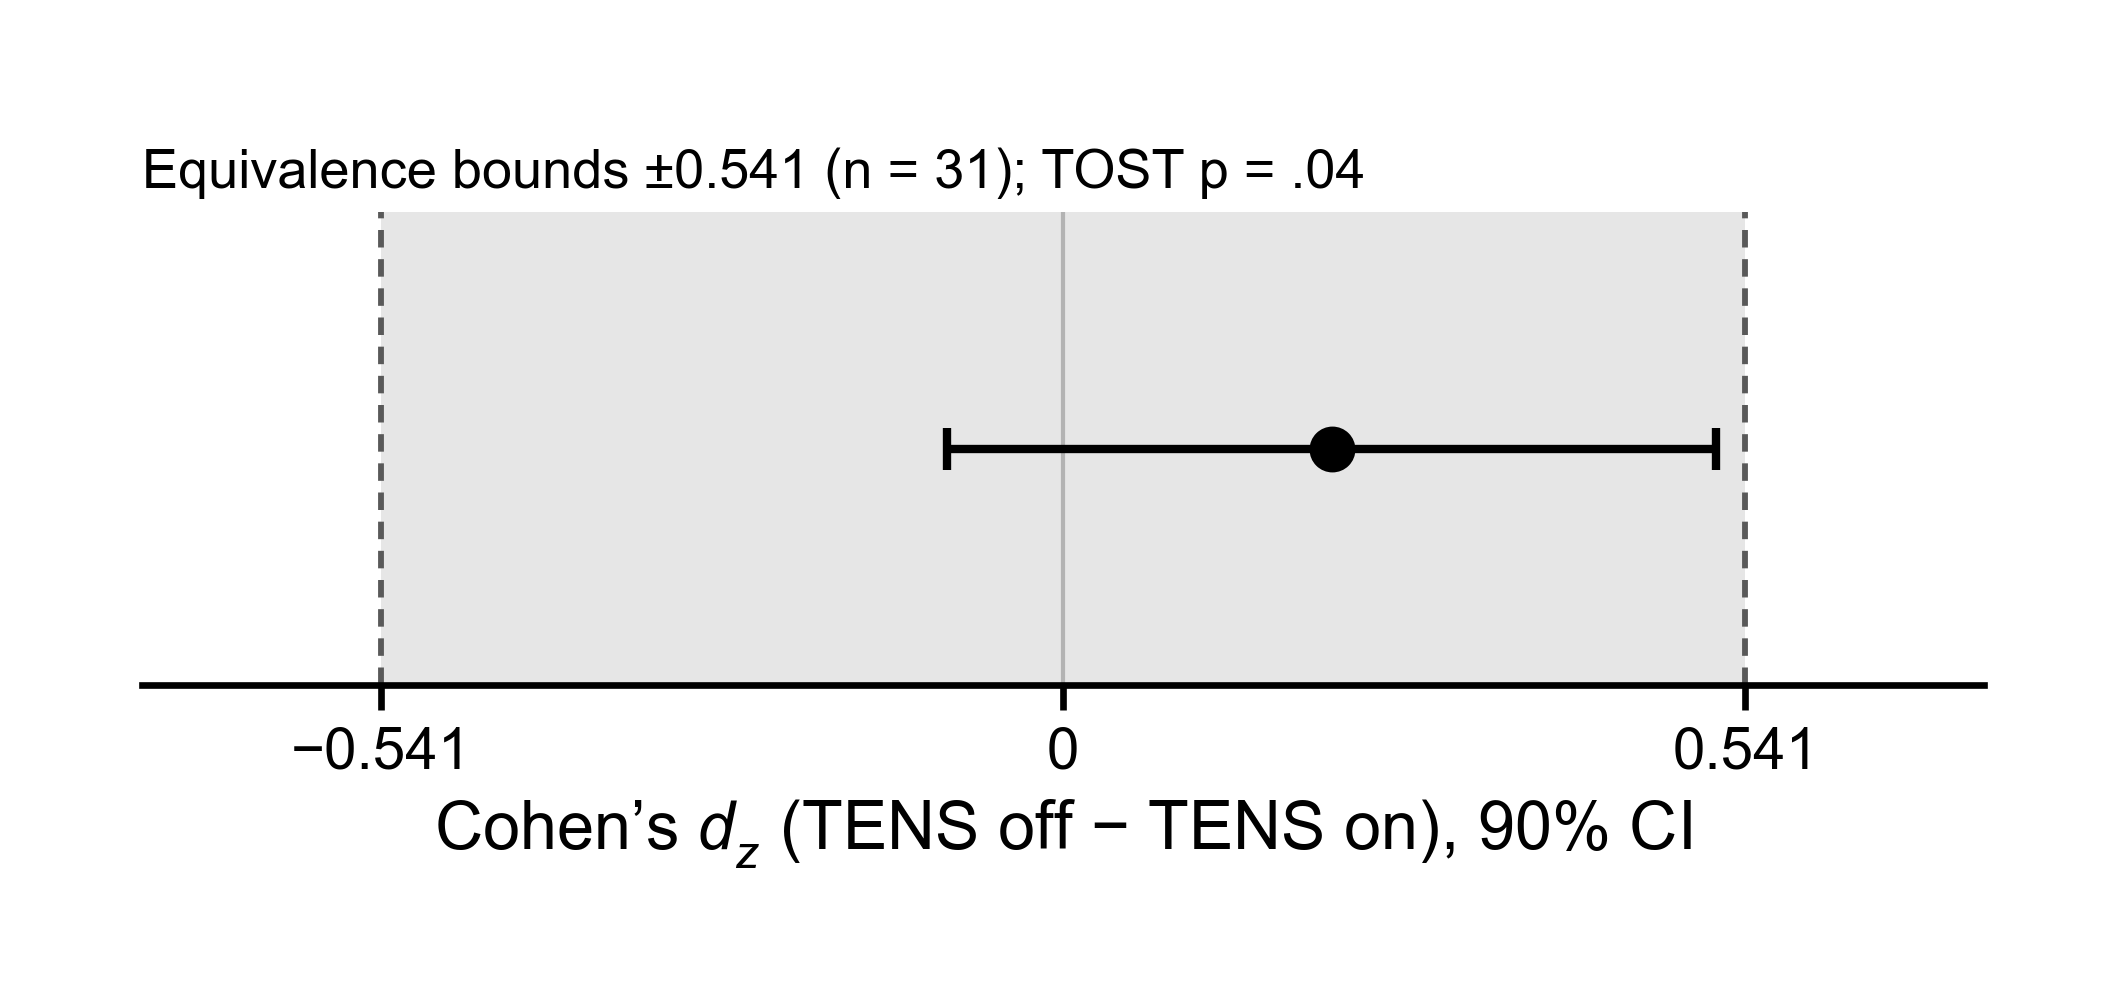 Equivalence bounds ±0.541 (n = 31); TOST p = .04
−0.541 0 0.541
Cohen’s dz (TENS off − TENS on), 90% CI